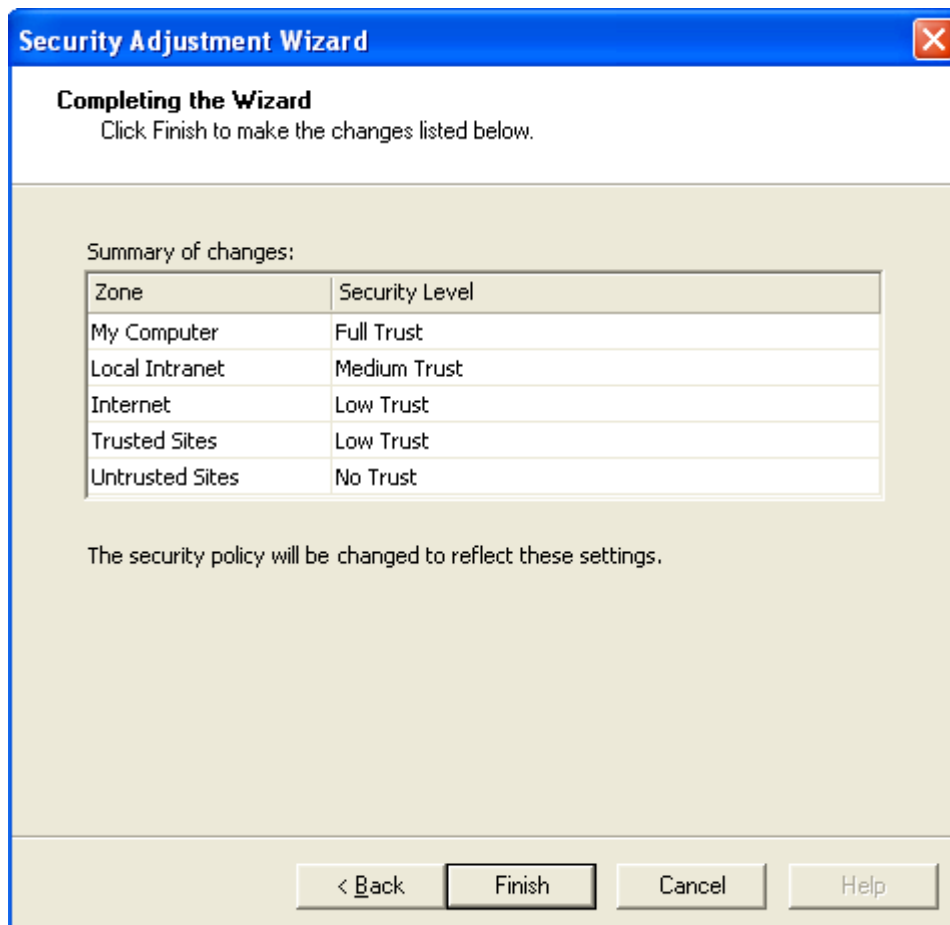 Security Adjustment Wizard
Completing the Wizard
Click Finish to make the changes listed below.
Summary of changes:
Zone Security Level
My Computer Full Trust
Local Intranet Medium Trust
Internet Low Trust
Trusted Sites Low Trust
Untrusted Sites No Trust
The security policy will be changed to reflect these settings.
< Back Finish Cancel Help